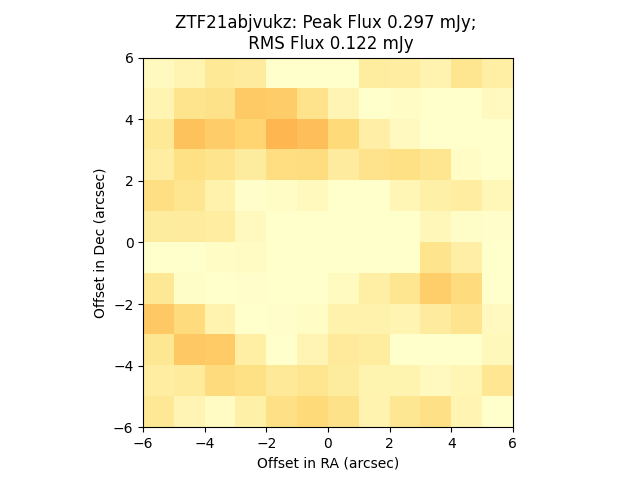 ZTF21abjvukz: Peak Flux 0.297 mJy;
RMS Flux 0.122 mJy
6
4
2
0
−2
−4
−6
Offset in Dec (arcsec)
−6 −4 −2 0 2 4 6
Offset in RA (arcsec)